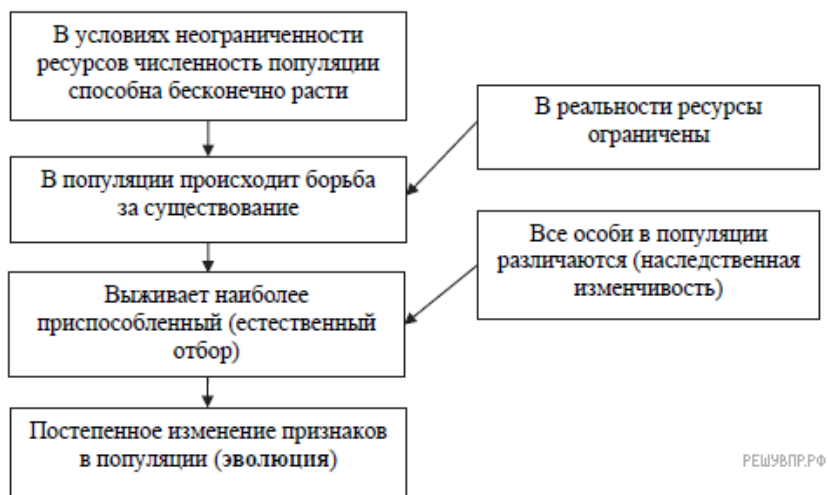 В условиях неограниченности
ресурсов численность популяции
способна бесконечно расти
В реальности ресурсы
ограничены
В популяции происходит борьба
за существование
Все особи в популяции
различаются (наследственная
изменчивость)
Выживает наиболее
приспособленный (естественный
отбор)
Постепенное изменение признаков
в популяции (эволюция)
РЕШУВПР.РФ